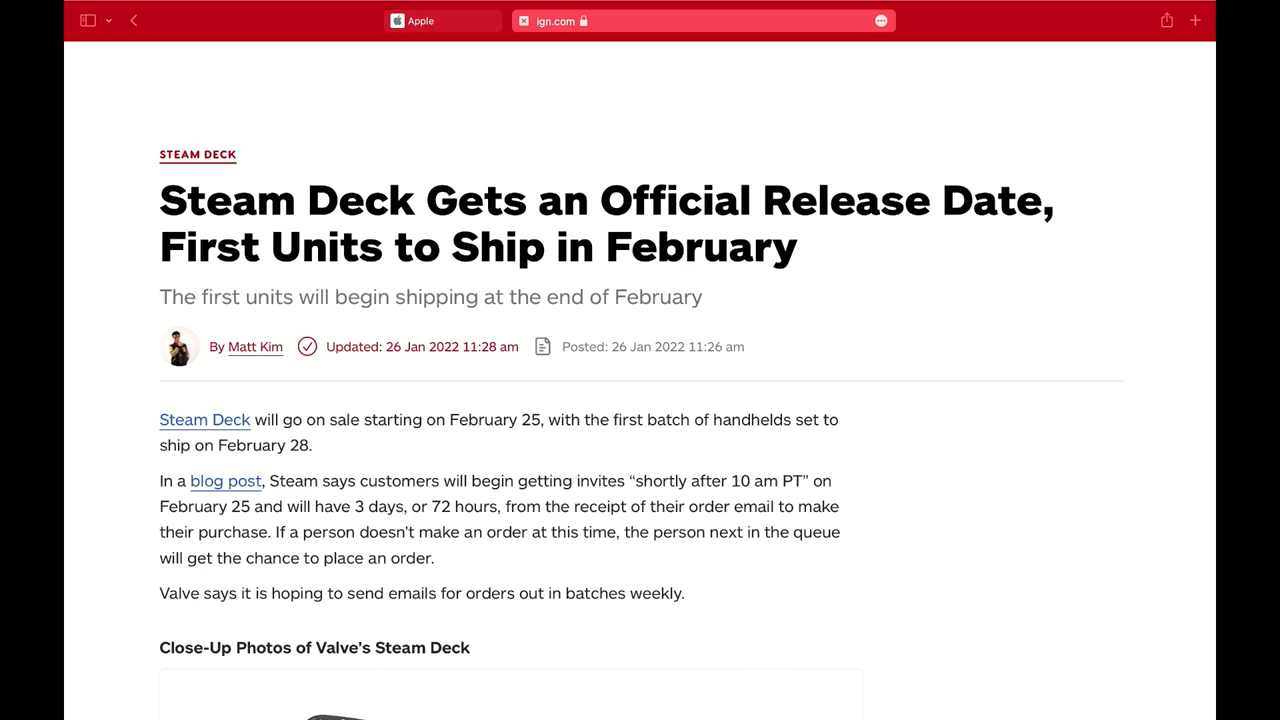 Apple
ign.com
STEAM DECK
Steam Deck Gets an Official Release Date,
First Units to Ship in February
The first units will begin shipping at the end of February
By Matt Kim Updated: 26 Jan 2022 11:28 am Posted: 26 Jan 2022 11:26 am
Steam Deck will go on sale starting on February 25, with the first batch of handhelds set to
ship on February 28.
In a blog post, Steam says customers will begin getting invites “shortly after 10 am PT” on
February 25 and will have 3 days, or 72 hours, from the receipt of their order email to make
their purchase. If a person doesn't make an order at this time, the person next in the queue
will get the chance to place an order.
Valve says it is hoping to send emails for orders out in batches weekly.
Close-Up Photos of Valve's Steam Deck